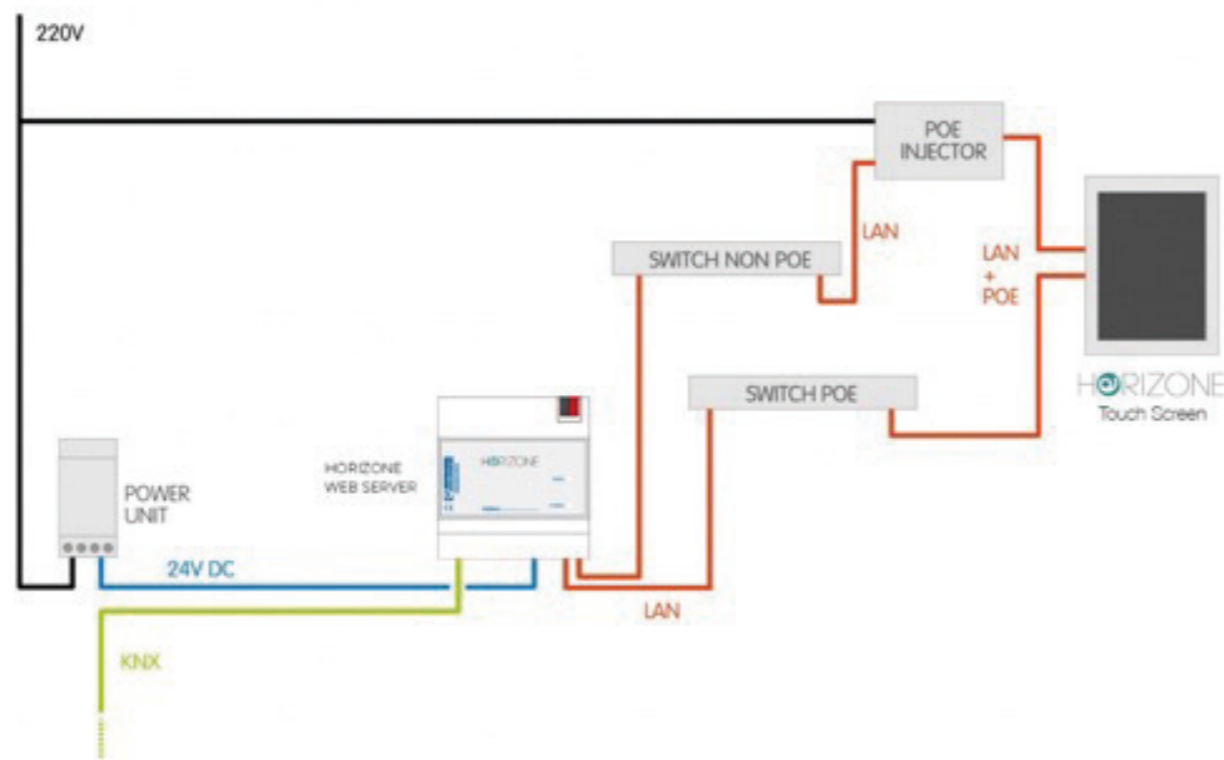 220V
POE
INJECTOR
LAN
SWITCH NON POE
LAN
+
POE
SWITCH POE
HORIZONE
Touch Screen
HORIZONE
WEB SERVER
HORIZONE
POWER
UNIT
24V DC
LAN
KNX